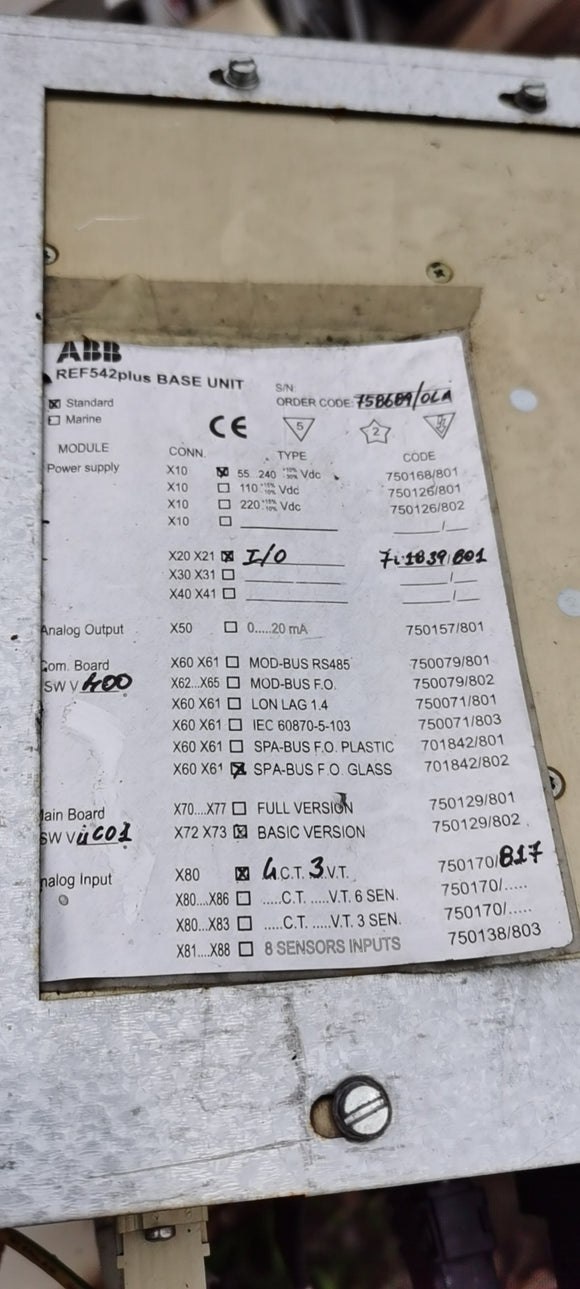 ABB
REF542plus BASE UNIT
S/N:
Standard
ORDER CODE:
Marine
CE
5
2
MODULE CONN. TYPE CODE
Power supply X10 55...240 Vdc 750168/801
X10 110 Vdc 750126/801
X10 220 Vdc 750126/802
X10 /
X20 X21 I/O
X30 X31 /
X40 X41 /
Analog Output X50 0.....20 mA 750157/801
Com. Board X60 X61 MOD-BUS RS485 750079/801
SW V X62...X65 MOD-BUS F.O. 750079/802
X60 X61 LON LAG 1.4 750071/801
X60 X61 IEC 60870-5-103 750071/803
X60 X61 SPA-BUS F.O. PLASTIC 701842/801
X60 X61 SPA-BUS F.O. GLASS 701842/802
ain Board X70....X77 FULL VERSION 750129/801
SW V X72 X73 BASIC VERSION 750129/802
nalog Input X80 4 C.T. 3 V.T. 750170/817
X80...X86 .....C.T. .....V.T. 6 SEN. 750170/.....
X80...X83 .....C.T. .....V.T. 3 SEN. 750170/.....
X81....X88 8 SENSORS INPUTS 750138/803